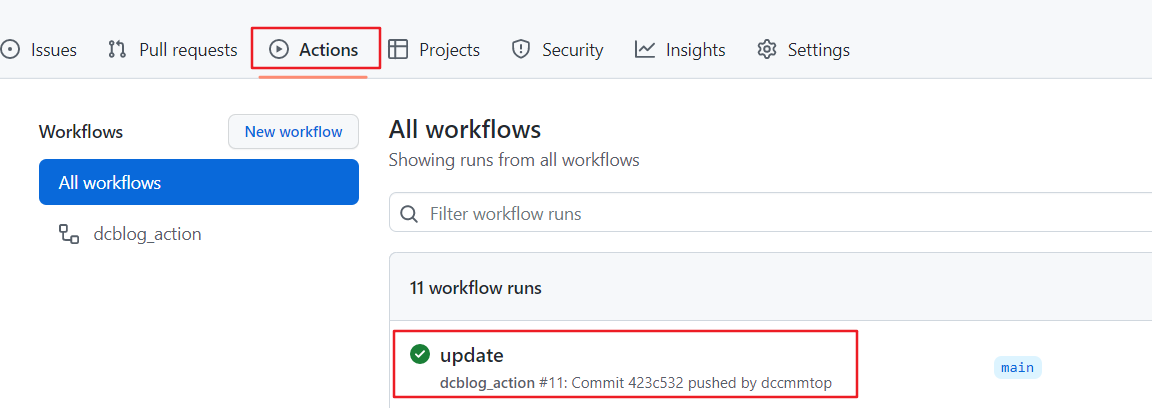 Issues Pull requests Actions Projects Security Insights Settings
Workflows New workflow
All workflows
dcblog_action
All workflows
Showing runs from all workflows
Filter workflow runs
11 workflow runs
update
dcblog_action #11: Commit 423c532 pushed by dccmmtop
main